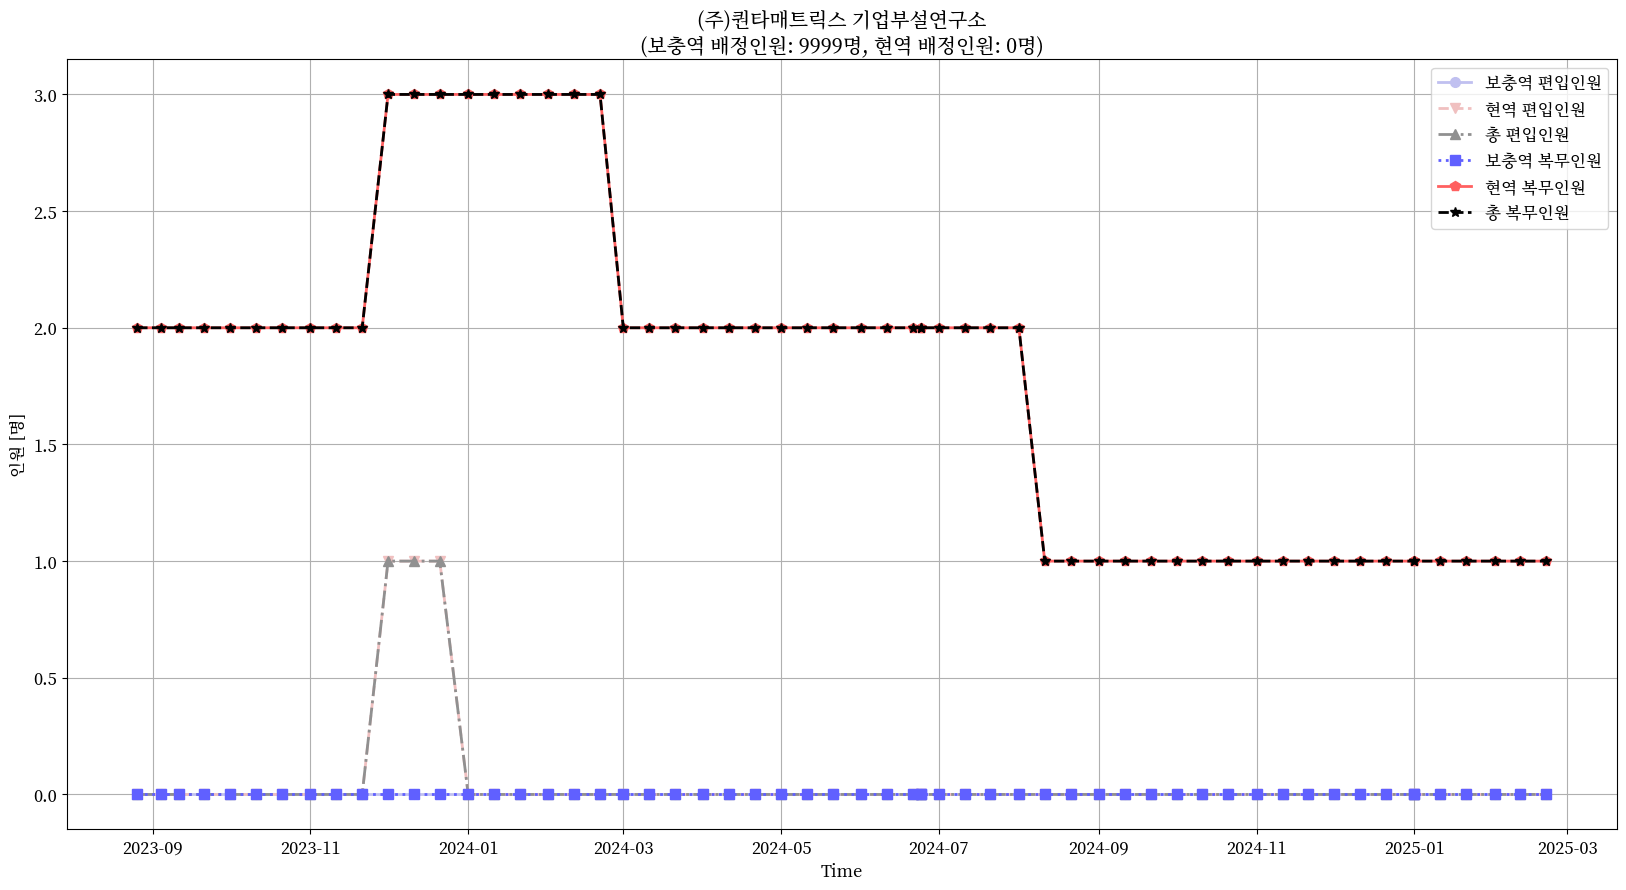 (주)퀀타매트릭스 기업부설연구소
(보충역 배정인원: 9999명, 현역 배정인원: 0명)
보충역 편입인원
현역 편입인원
총 편입인원
보충역 복무인원
현역 복무인원
총 복무인원
3.0
2.5
2.0
1.5
1.0
0.5
0.0
인원 [명]
2023-09
2023-11
2024-01
2024-03
2024-05
2024-07
2024-09
2024-11
2025-01
2025-03
Time